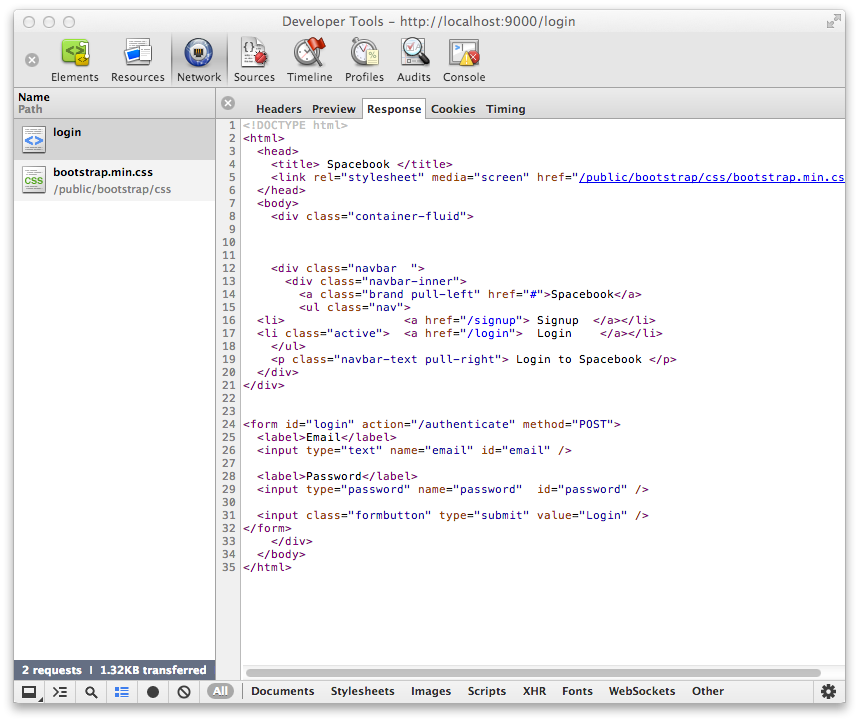 Developer Tools – http://localhost:9000/login
Elements Resources Network Sources Timeline Profiles Audits Console
Name
Path
Headers Preview Response Cookies Timing
login
bootstrap.min.css
/public/bootstrap/css
1 <!DOCTYPE html>
2 <html>
3   <head>
4     <title> Spacebook </title>
5     <link rel="stylesheet" media="screen" href="/public/bootstrap/css/bootstrap.min.cs
6   </head>
7   <body>
8     <div class="container-fluid">
9
10
11
12     <div class="navbar  ">
13       <div class="navbar-inner">
14         <a class="brand pull-left" href="#">Spacebook</a>
15         <ul class="nav">
16   <li>                 <a href="/signup"> Signup  </a></li>
17   <li class="active">  <a href="/login">  Login    </a></li>
18     </ul>
19     <p class="navbar-text pull-right"> Login to Spacebook </p>
20   </div>
21 </div>
22
23
24 <form id="login" action="/authenticate" method="POST">
25   <label>Email</label>
26   <input type="text" name="email" id="email" />
27
28   <label>Password</label>
29   <input type="password" name="password"  id="password" />
30
31   <input class="formbutton" type="submit" value="Login" />
32 </form>
33     </div>
34   </body>
35 </html>
2 requests | 1.32KB transferred
All Documents Stylesheets Images Scripts XHR Fonts WebSockets Other